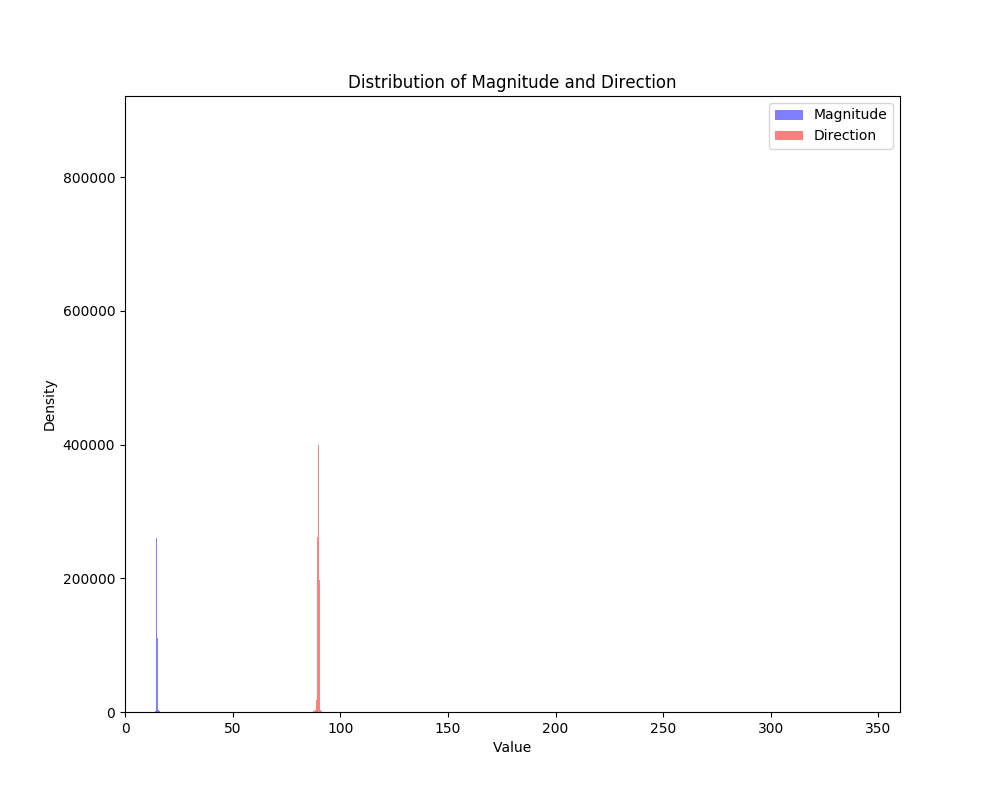 Distribution of Magnitude and Direction
Magnitude
Direction
800000
600000
400000
200000
0
Density
0 50 100 150 200 250 300 350
Value